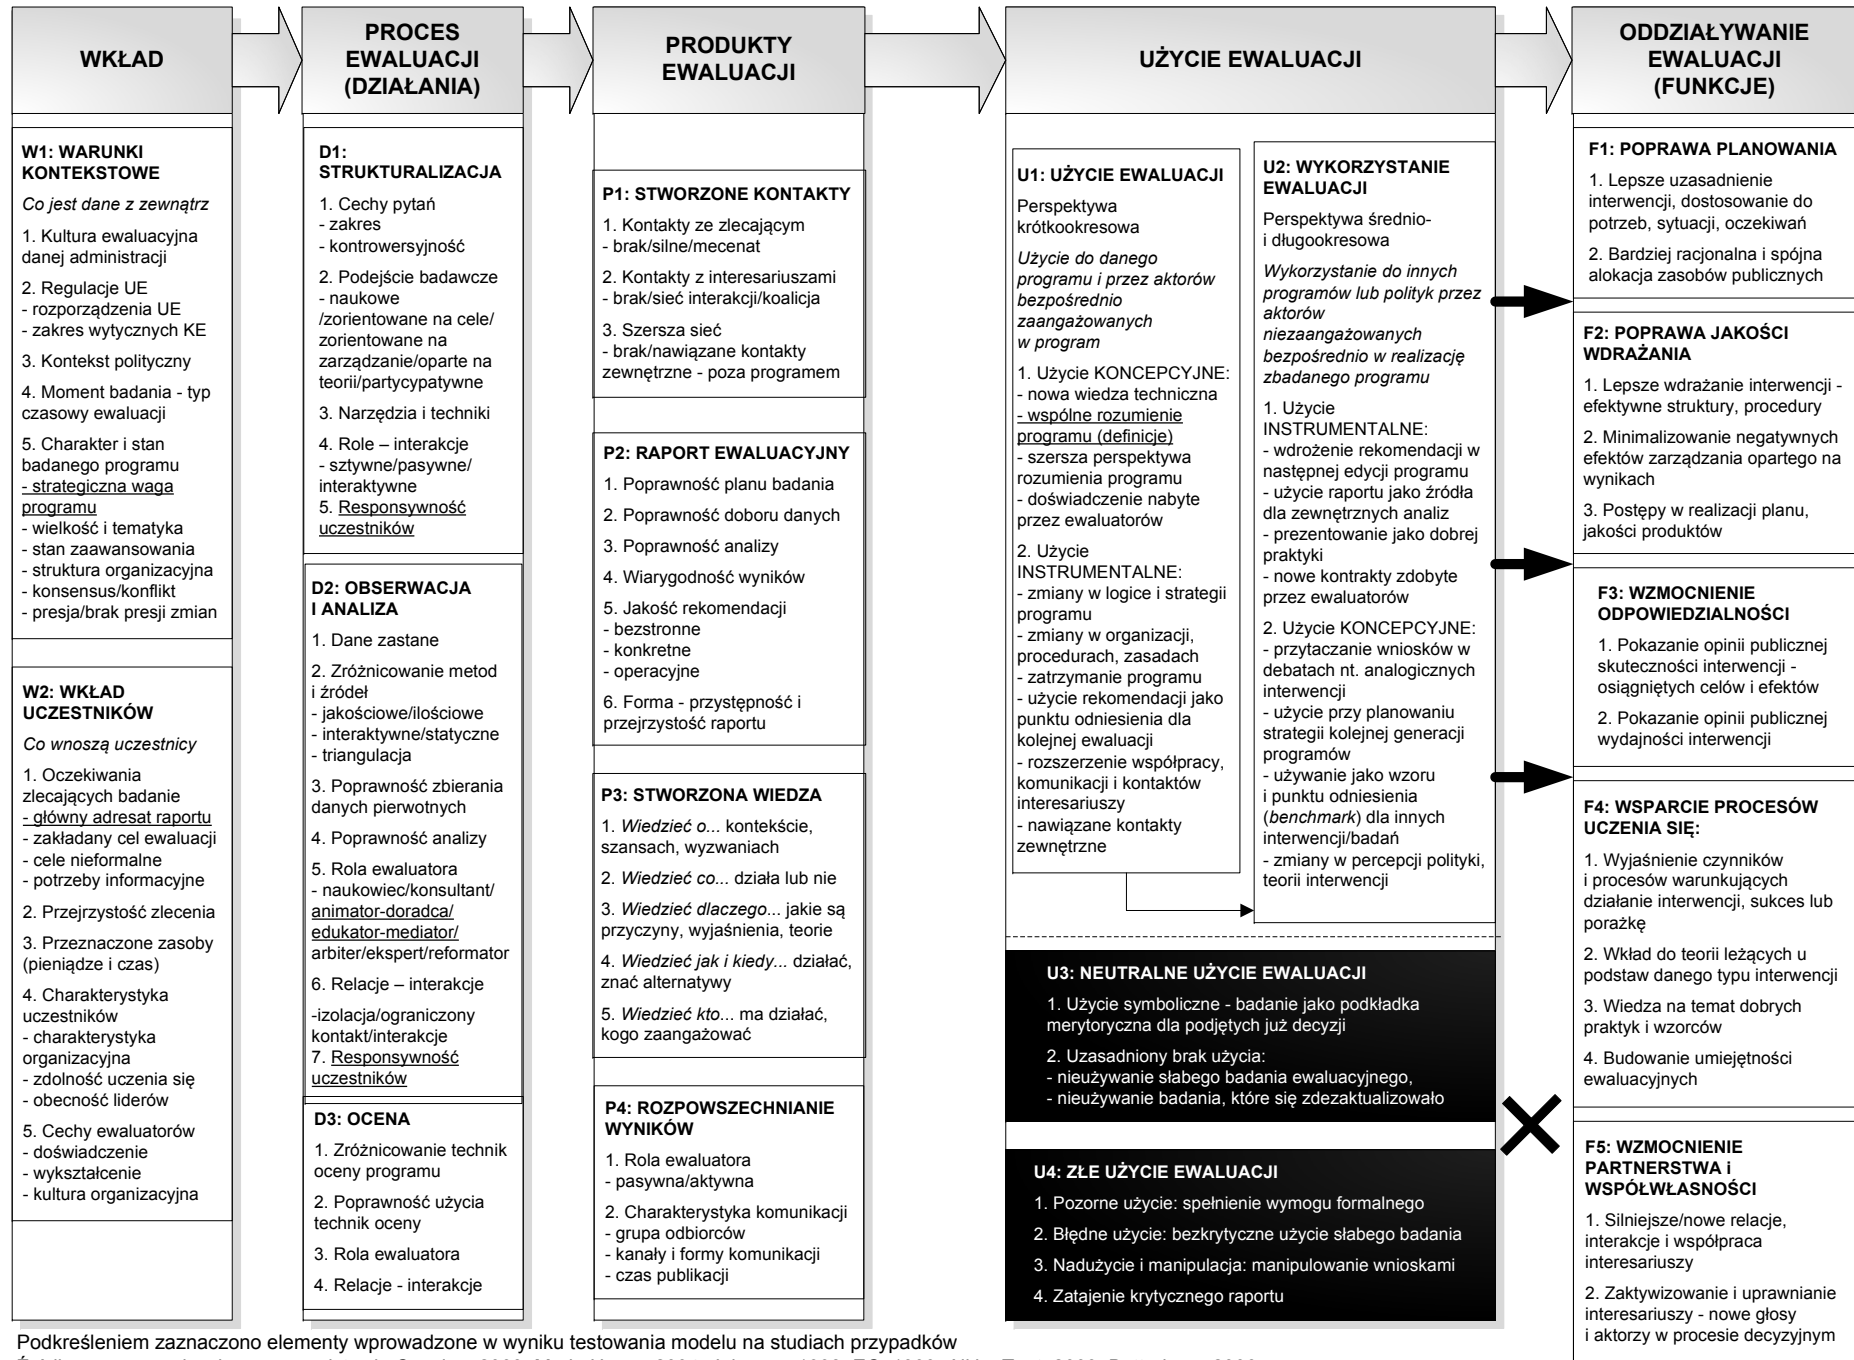 WKŁAD
PROCES
EWALUACJI
(DZIAŁANIA)
PRODUKTY
EWALUACJI
UŻYCIE EWALUACJI
ODDZIAŁYWANIE
EWALUACJI
(FUNKCJE)
W1: WARUNKI
KONTEKSTOWE
Co jest dane z zewnątrz
1. Kultura ewaluacyjna
danej administracji
2. Regulacje UE
- rozporządzenia UE
- zakres wytycznych KE
3. Kontekst polityczny
4. Moment badania - typ
czasowy ewaluacji
5. Charakter i stan
badanego programu
- strategiczna waga
programu
- wielkość i tematyka
- stan zaawansowania
- struktura organizacyjna
- konsensus/konflikt
- presja/brak presji zmian
W2: WKŁAD
UCZESTNIKÓW
Co wnoszą uczestnicy
1. Oczekiwania
zlecających badanie
- główny adresat raportu
- zakładany cel ewaluacji
- cele nieformalne
- potrzeby informacyjne
2. Przejrzystość zlecenia
3. Przeznaczone zasoby
(pieniądze i czas)
4. Charakterystyka
uczestników
- charakterystyka
organizacyjna
- zdolność uczenia się
- obecność liderów
5. Cechy ewaluatorów
- doświadczenie
- wykształcenie
- kultura organizacyjna
D1:
STRUKTURALIZACJA
1. Cechy pytań
- zakres
- kontrowersyjność
2. Podejście badawcze
- naukowe
/zorientowane na cele/
zorientowane na
zarządzanie/oparte na
teorii/partycypatywne
3. Narzędzia i techniki
4. Role – interakcje
- sztywne/pasywne/
interaktywne
5. Responsywność
uczestników
D2: OBSERWACJA
I ANALIZA
1. Dane zastane
2. Zróżnicowanie metod
i źródeł
- jakościowe/ilościowe
- interaktywne/statyczne
- triangulacja
3. Poprawność zbierania
danych pierwotnych
4. Poprawność analizy
5. Rola ewaluatora
- naukowiec/konsultant/
animator-doradca/
edukator-mediator/
arbiter/ekspert/reformator
6. Relacje – interakcje
-izolacja/ograniczony
kontakt/interakcje
7. Responsywność
uczestników
D3: OCENA
1. Zróżnicowanie technik
oceny programu
2. Poprawność użycia
technik oceny
3. Rola ewaluatora
4. Relacje - interakcje
P1: STWORZONE KONTAKTY
1. Kontakty ze zlecającym
- brak/silne/mecenat
2. Kontakty z interesariuszami
- brak/sieć interakcji/koalicja
3. Szersza sieć
- brak/nawiązane kontakty
zewnętrzne - poza programem
P2: RAPORT EWALUACYJNY
1. Poprawność planu badania
2. Poprawność doboru danych
3. Poprawność analizy
4. Wiarygodność wyników
5. Jakość rekomendacji
- bezstronne
- konkretne
- operacyjne
6. Forma - przystępność i
przejrzystość raportu
P3: STWORZONA WIEDZA
1. Wiedzieć o... kontekście,
szansach, wyzwaniach
2. Wiedzieć co... działa lub nie
3. Wiedzieć dlaczego... jakie są
przyczyny, wyjaśnienia, teorie
4. Wiedzieć jak i kiedy... działać,
znać alternatywy
5. Wiedzieć kto... ma działać,
kogo zaangażować
P4: ROZPOWSZECHNIANIE
WYNIKÓW
1. Rola ewaluatora
- pasywna/aktywna
2. Charakterystyka komunikacji
- grupa odbiorców
- kanały i formy komunikacji
- czas publikacji
U1: UŻYCIE EWALUACJI
Perspektywa
krótkookresowa
Użycie do danego
programu i przez aktorów
bezpośrednio
zaangażowanych
w program
1. Użycie KONCEPCYJNE:
- nowa wiedza techniczna
- wspólne rozumienie
programu (definicje)
- szersza perspektywa
rozumienia programu
- doświadczenie nabyte
przez ewaluatorów
2. Użycie
INSTRUMENTALNE:
- zmiany w logice i strategii
programu
- zmiany w organizacji,
procedurach, zasadach
- zatrzymanie programu
- użycie rekomendacji jako
punktu odniesienia dla
kolejnej ewaluacji
- rozszerzenie współpracy,
komunikacji i kontaktów
interesariuszy
- nawiązane kontakty
zewnętrzne
U2: WYKORZYSTANIE
EWALUACJI
Perspektywa średnio-
i długookresowa
Wykorzystanie do innych
programów lub polityk przez
aktorów
niezaangażowanych
bezpośrednio w realizację
zbadanego programu
1. Użycie
INSTRUMENTALNE:
- wdrożenie rekomendacji w
następnej edycji programu
- użycie raportu jako źródła
dla zewnętrznych analiz
- prezentowanie jako dobrej
praktyki
- nowe kontrakty zdobyte
przez ewaluatorów
2. Użycie KONCEPCYJNE:
- przytaczanie wniosków w
debatach nt. analogicznych
interwencji
- użycie przy planowaniu
strategii kolejnej generacji
programów
- używanie jako wzoru
i punktu odniesienia
(benchmark) dla innych
interwencji/badań
- zmiany w percepcji polityki,
teorii interwencji
U3: NEUTRALNE UŻYCIE EWALUACJI
1. Użycie symboliczne - badanie jako podkładka
merytoryczna dla podjętych już decyzji
2. Uzasadniony brak użycia:
- nieużywanie słabego badania ewaluacyjnego,
- nieużywanie badania, które się zdezaktualizowało
U4: ZŁE UŻYCIE EWALUACJI
1. Pozorne użycie: spełnienie wymogu formalnego
2. Błędne użycie: bezkrytyczne użycie słabego badania
3. Nadużycie i manipulacja: manipulowanie wnioskami
4. Zatajenie krytycznego raportu
F1: POPRAWA PLANOWANIA
1. Lepsze uzasadnienie
interwencji, dostosowanie do
potrzeb, sytuacji, oczekiwań
2. Bardziej racjonalna i spójna
alokacja zasobów publicznych
F2: POPRAWA JAKOŚCI
WDRAŻANIA
1. Lepsze wdrażanie interwencji -
efektywne struktury, procedury
2. Minimalizowanie negatywnych
efektów zarządzania opartego na
wynikach
3. Postępy w realizacji planu,
jakości produktów
F3: WZMOCNIENIE
ODPOWIEDZIALNOŚCI
1. Pokazanie opinii publicznej
skuteczności interwencji -
osiągniętych celów i efektów
2. Pokazanie opinii publicznej
wydajności interwencji
F4: WSPARCIE PROCESÓW
UCZENIA SIĘ:
1. Wyjaśnienie czynników
i procesów warunkujących
działanie interwencji, sukces lub
porażkę
2. Wkład do teorii leżących u
podstaw danego typu interwencji
3. Wiedza na temat dobrych
praktyk i wzorców
4. Budowanie umiejętności
ewaluacyjnych
F5: WZMOCNIENIE
PARTNERSTWA i
WSPÓŁWŁASNOŚCI
1. Silniejsze/nowe relacje,
interakcje i współpraca
interesariuszy
2. Zaktywizowanie i uprawnianie
interesariuszy - nowe głosy
i aktorzy w procesie decyzyjnym
Podkreśleniem zaznaczono elementy wprowadzone w wyniku testowania modelu na studiach przypadków